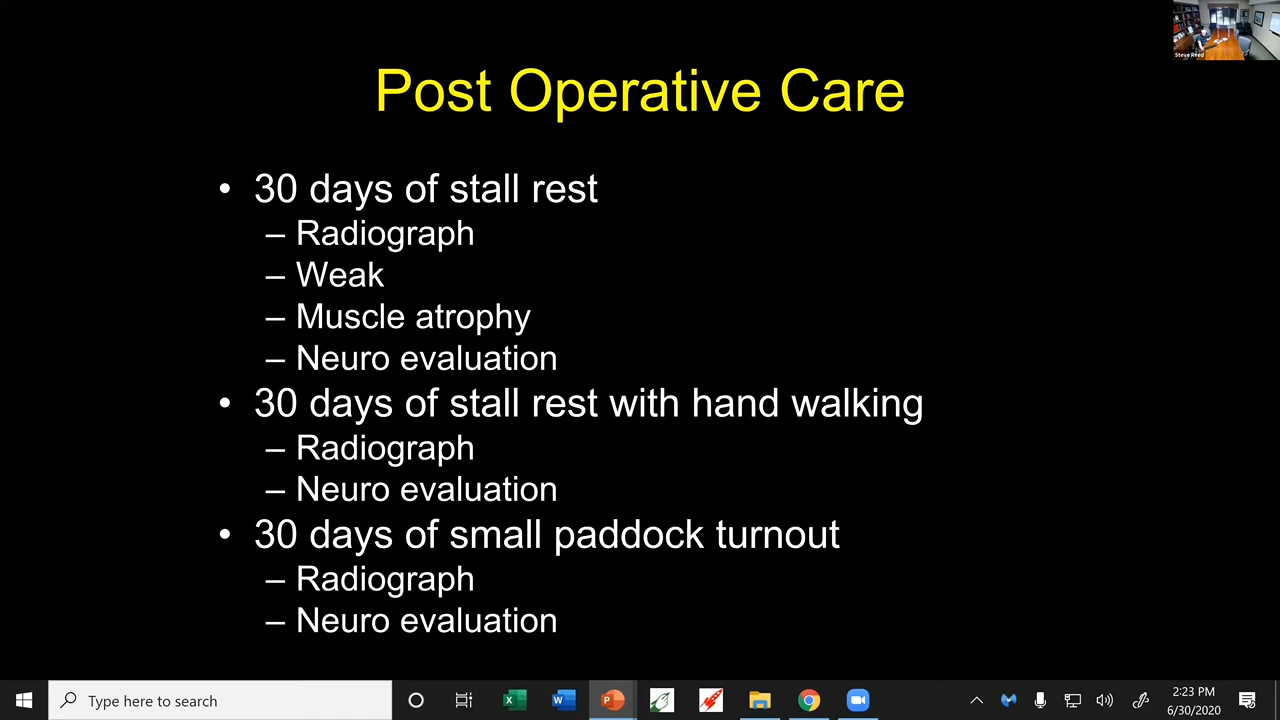 Steve Reed
Post Operative Care
• 30 days of stall rest
– Radiograph
– Weak
– Muscle atrophy
– Neuro evaluation
• 30 days of stall rest with hand walking
– Radiograph
– Neuro evaluation
• 30 days of small paddock turnout
– Radiograph
– Neuro evaluation
Type here to search
2:23 PM
6/30/2020